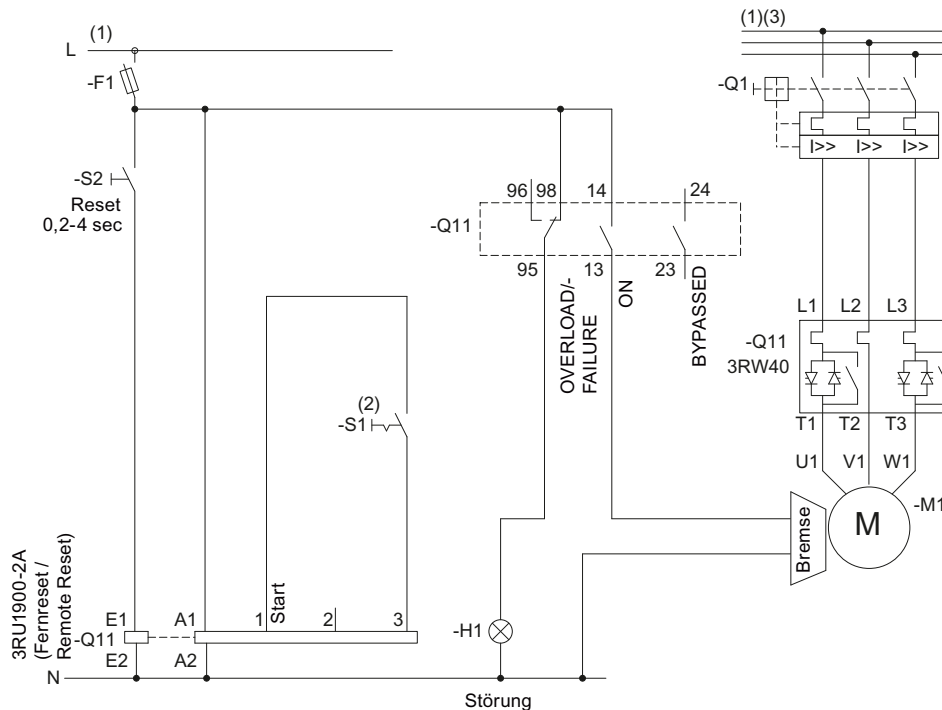 (1)
L
-F1
-S2
Reset
0,2-4 sec
(1)(3)
-Q1
I>> I>> I>>
96 98 14 24
-Q11
95 13 23
OVERLOAD/-
FAILURE
ON
BYPASSED
L1 L2 L3
-Q11
3RW40
T1 T2 T3
U1 V1 W1
M
-M1
Bremse
(2)
-S1
3RU1900-2A
(Fernreset /
Remote Reset)
E1 A1 1 Start 2 3
-Q11
E2 A2
-H1
N
Störung